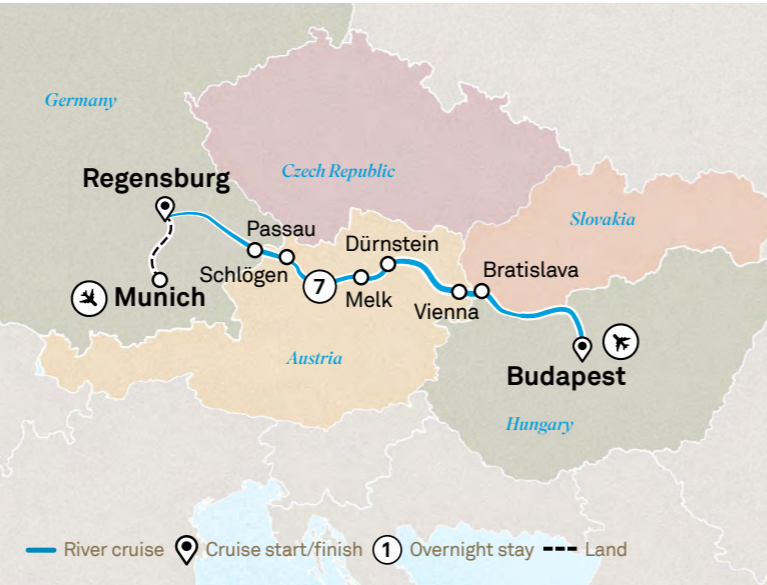 Germany
Czech Republic
Regensburg
Slovakia
Passau
Dürnstein
Schlögen
7
Melk
Bratislava
Munich
Vienna
Austria
Budapest
Hungary
River cruise
Cruise start/finish
1
Overnight stay
Land